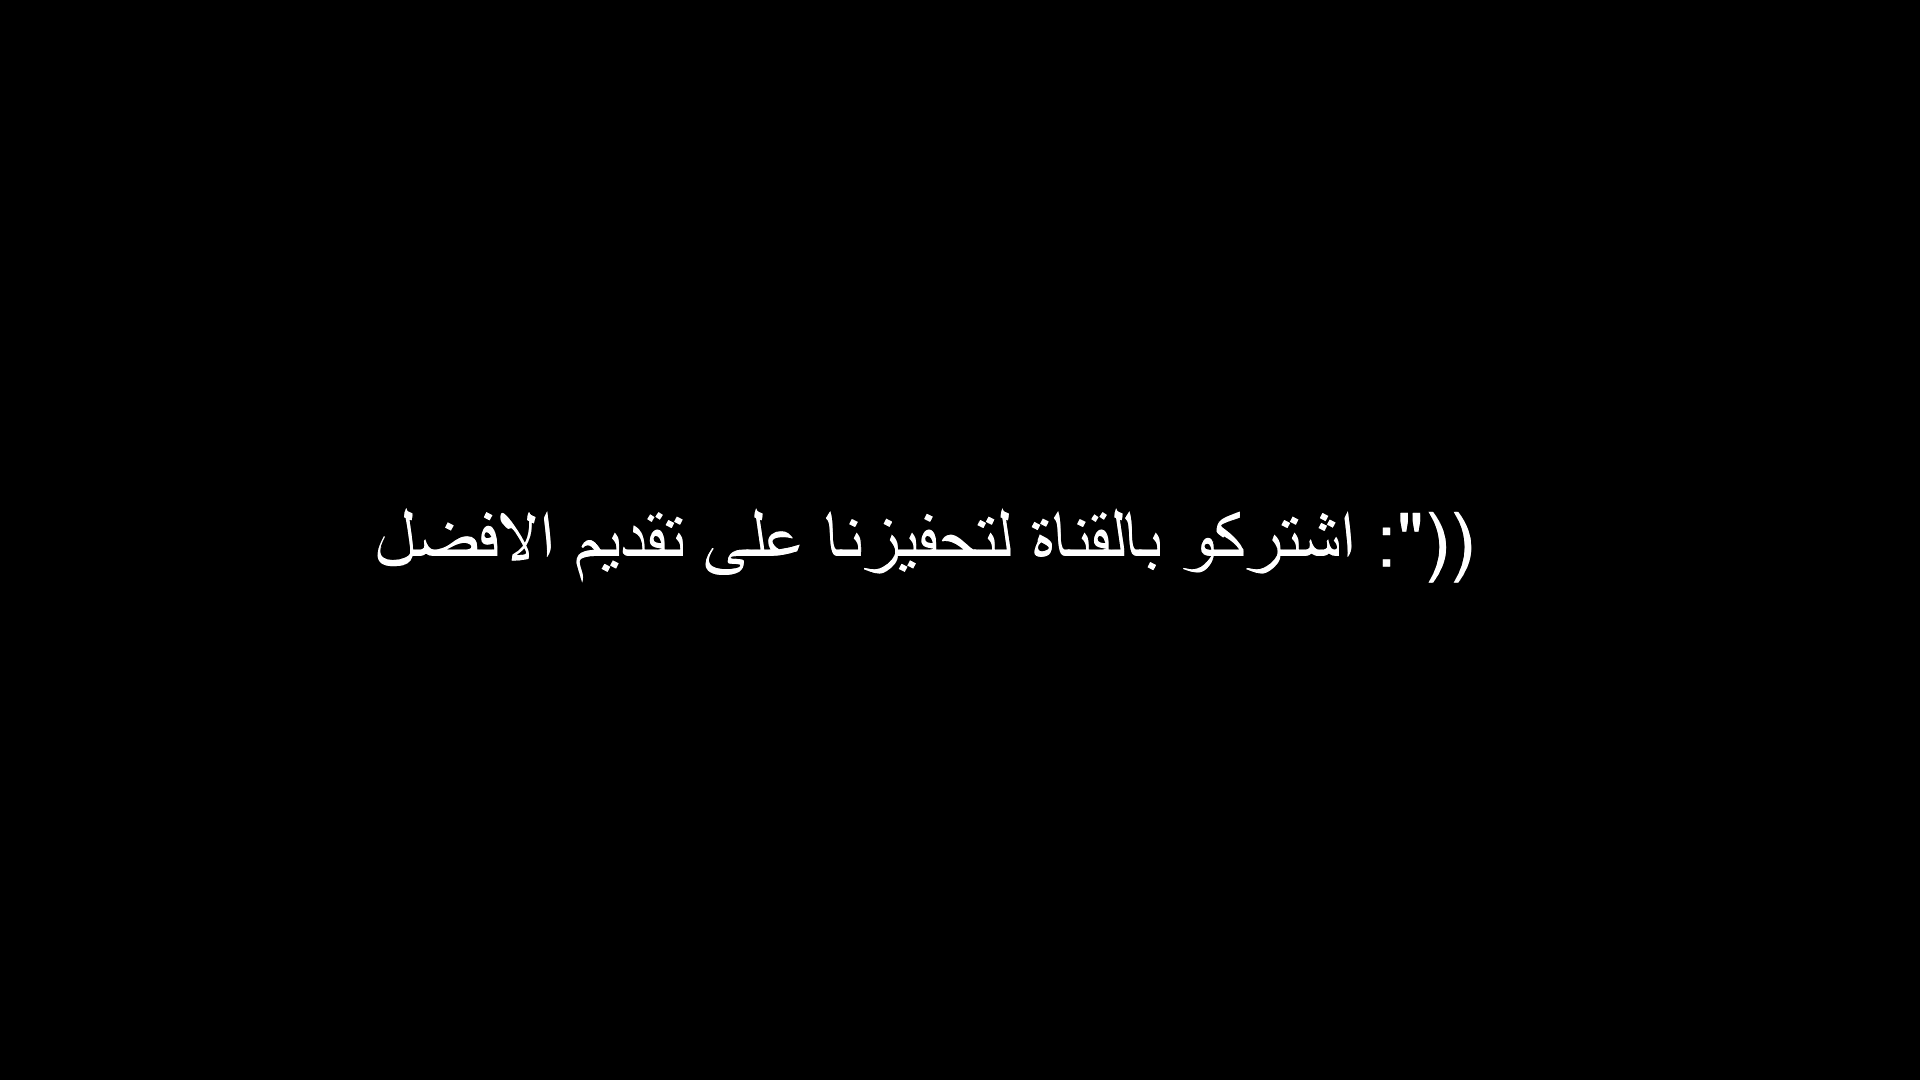 اشتركو بالقناة لتحفيزنا على تقديم الافضل :"))